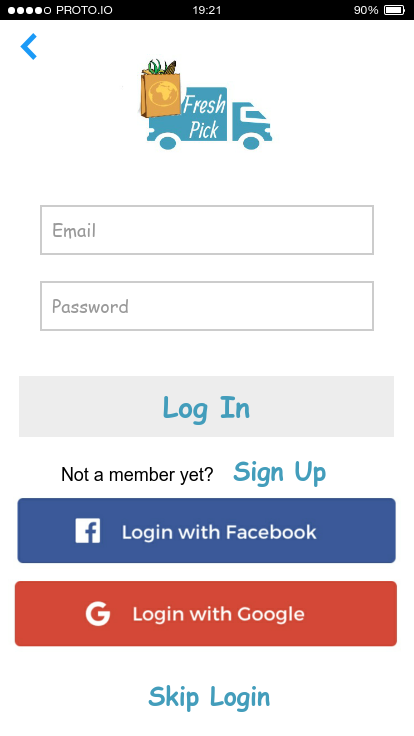 PROTO.IO 19:21 90%
Fresh
Pick
Email
Password
Log In
Not a member yet? Sign Up
Login with Facebook
G Login with Google
Skip Login